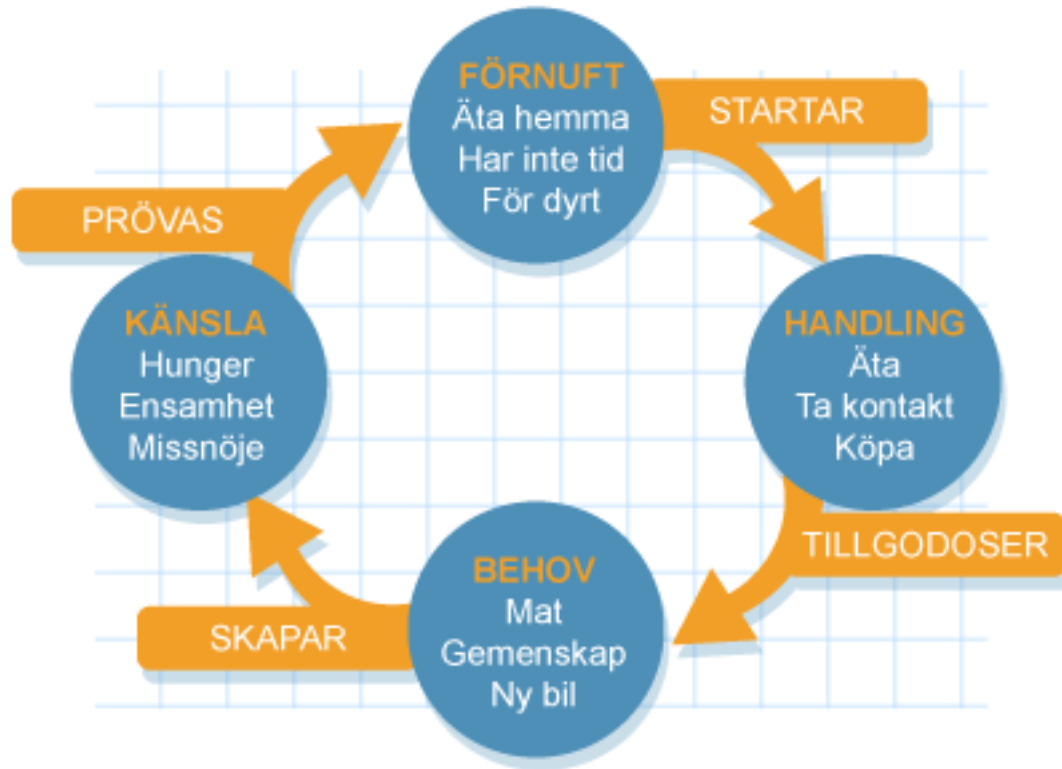 FÖRNUFT
Äta hemma
Har inte tid
För dyrt
STARTAR
HANDLING
Äta
Ta kontakt
Köpa
TILLGODOSER
BEHOV
Mat
Gemenskap
Ny bil
SKAPAR
KÄNSLA
Hunger
Ensamhet
Missnöje
PRÖVAS